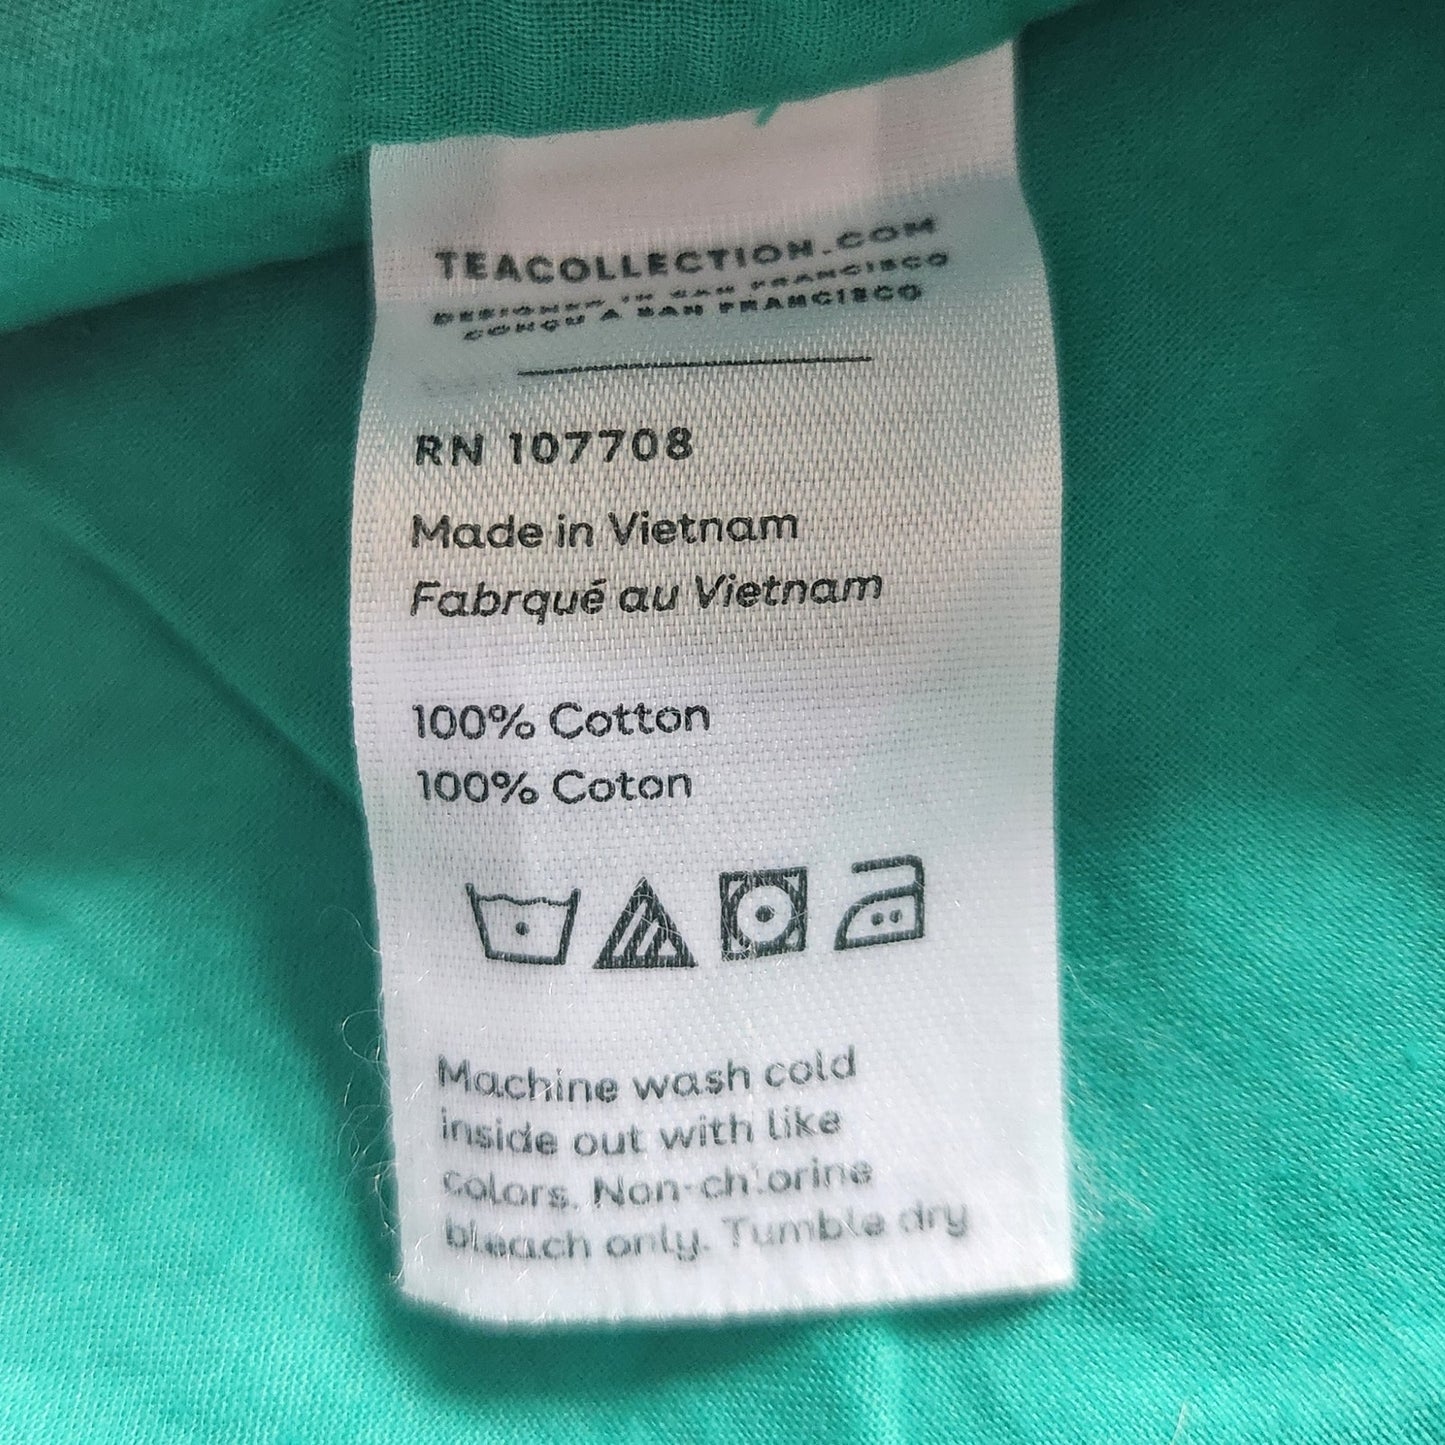 TEACOLLECTION.COM
DESIGNED IN SAN FRANCISCO
CONÇU À SAN FRANCISCO
RN 107708
Made in Vietnam
Fabrqué au Vietnam
100% Cotton
100% Coton
Machine wash cold
inside out with like
colors. Non-chlorine
bleach only. Tumble dry